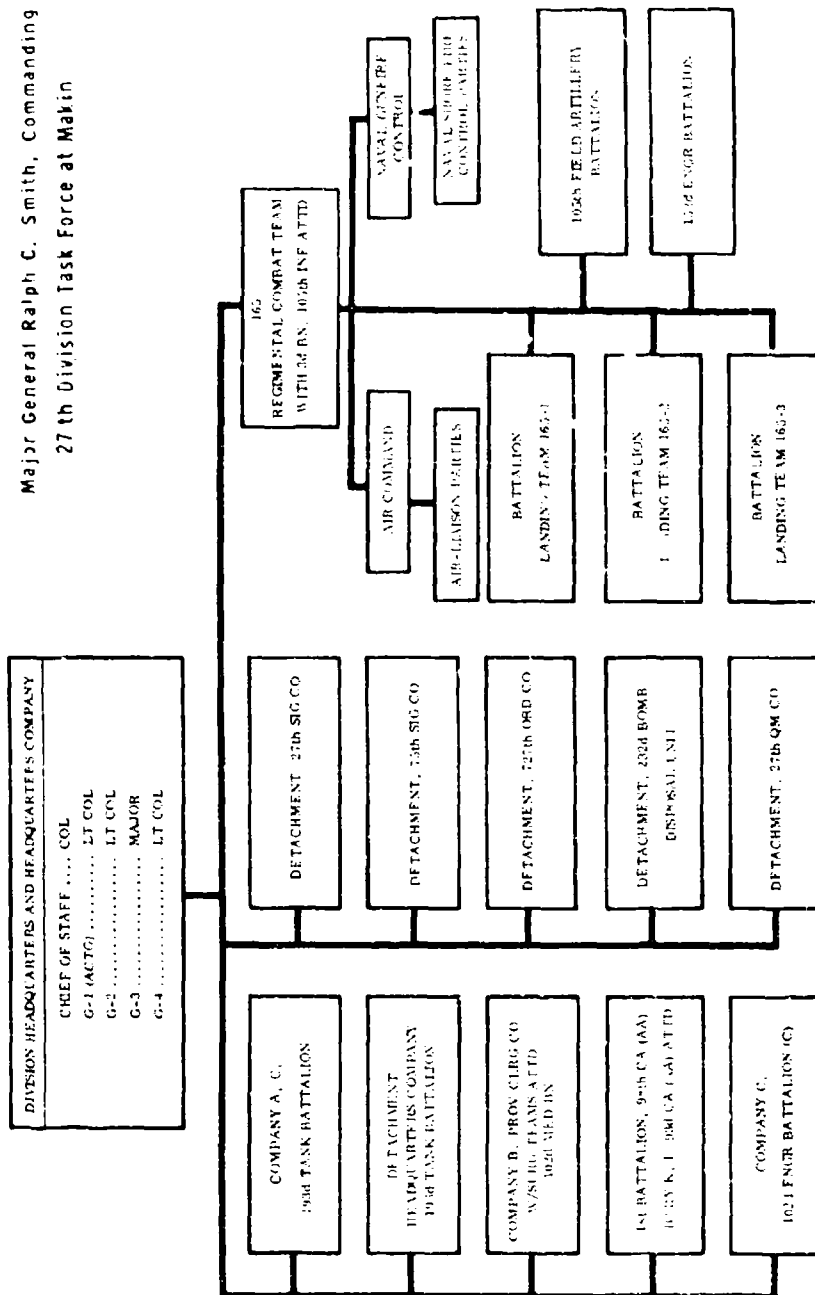 Major General Ralph C. Smith, Commanding
27th Division Task Force at Makin
DIVISION HEADQUARTERS AND HEADQUARTERS COMPANY
CHIEF OF STAFF .... COL
G-1 (ACTG) .......... LT COL
G-2 ................ LT COL
G-3 ................ MAJOR
G-4 ................ LT COL
COMPANY A, C,
193d TANK BATTALION
DETACHMENT
HEADQUARTERS COMPANY
193d TANK BATTALION
COMPANY B, PROV CLRG CO
W/SURG TEAMS ATTD
102d MED BN
1st BATTALION, CA (AA)
ATTD
COMPANY C,
102d ENGR BATTALION (C)
DETACHMENT 27th SIG CO
DETACHMENT, SIG CO
DETACHMENT, 727th ORD CO
DETACHMENT, 232d BOMB
DISPOSAL UNIT
DETACHMENT, 27th QM CO
REGIMENTAL COMBAT TEAM
WITH 3d BN, 105th INF ATTD
AIR COMMAND
AIR-LIAISON PARTIES
NAVAL GUNFIRE
CONTROL
NAVAL SHORE FIRE
CONTROL PARTIES
BATTALION
LANDING TEAM 165-1
BATTALION
TEAM 165-2
BATTALION
LANDING TEAM 165-3
105th FIELD ARTILLERY
BATTALION
ENGR BATTALION